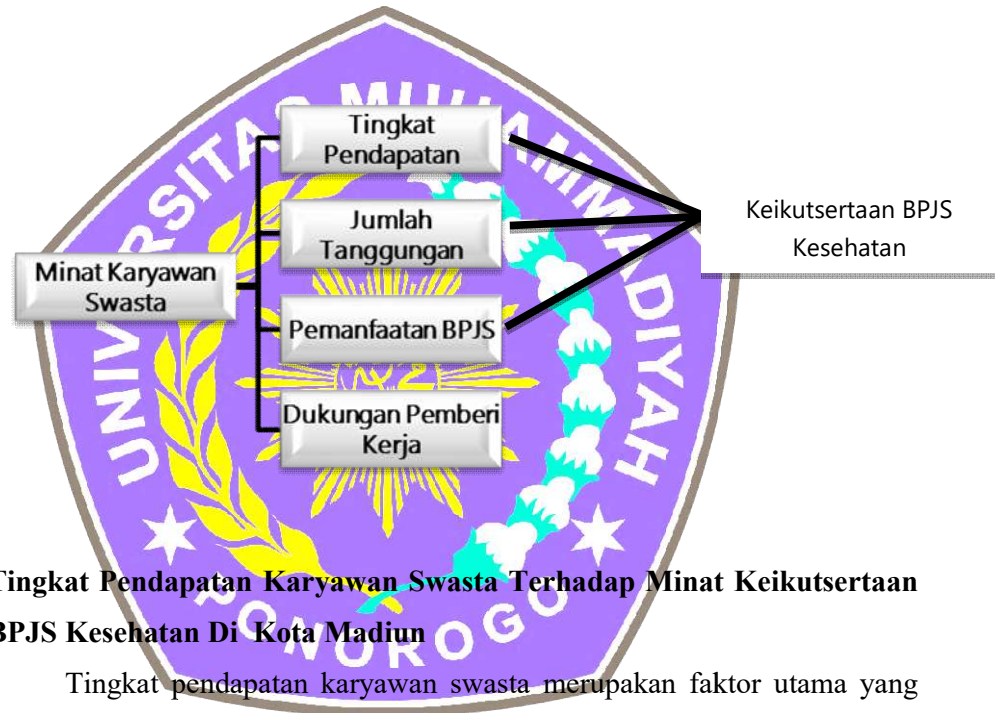 UNIVERSITAS MUHAMMADIYAH
PONOROGO
Tingkat
Pendapatan
Jumlah
Tanggungan
Minat Karyawan
Swasta
Pemanfaatan BPJS
Dukungan Pemberi
Kerja
Keikutsertaan BPJS
Kesehatan
Tingkat Pendapatan Karyawan Swasta Terhadap Minat Keikutsertaan
BPJS Kesehatan Di Kota Madiun
Tingkat pendapatan karyawan swasta merupakan faktor utama yang